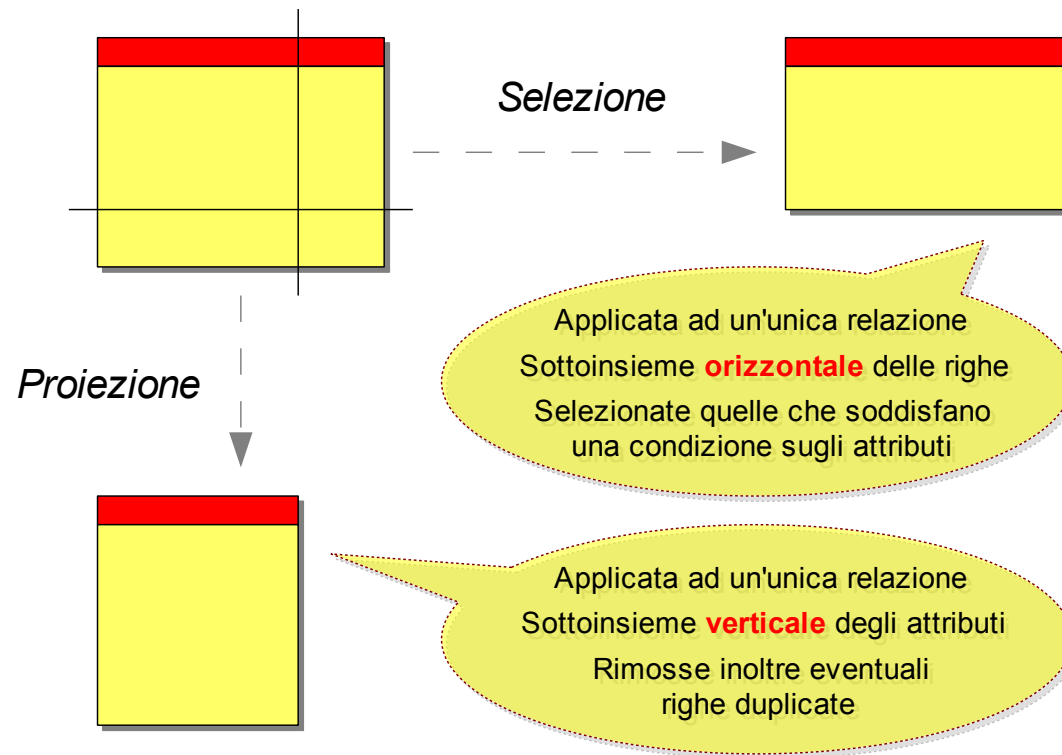 Selezione
Applicata ad un'unica relazione
Sottoinsieme orizzontale delle righe
Selezionate quelle che soddisfano
una condizione sugli attributi
Proiezione
Applicata ad un'unica relazione
Sottoinsieme verticale degli attributi
Rimosse inoltre eventuali
righe duplicate